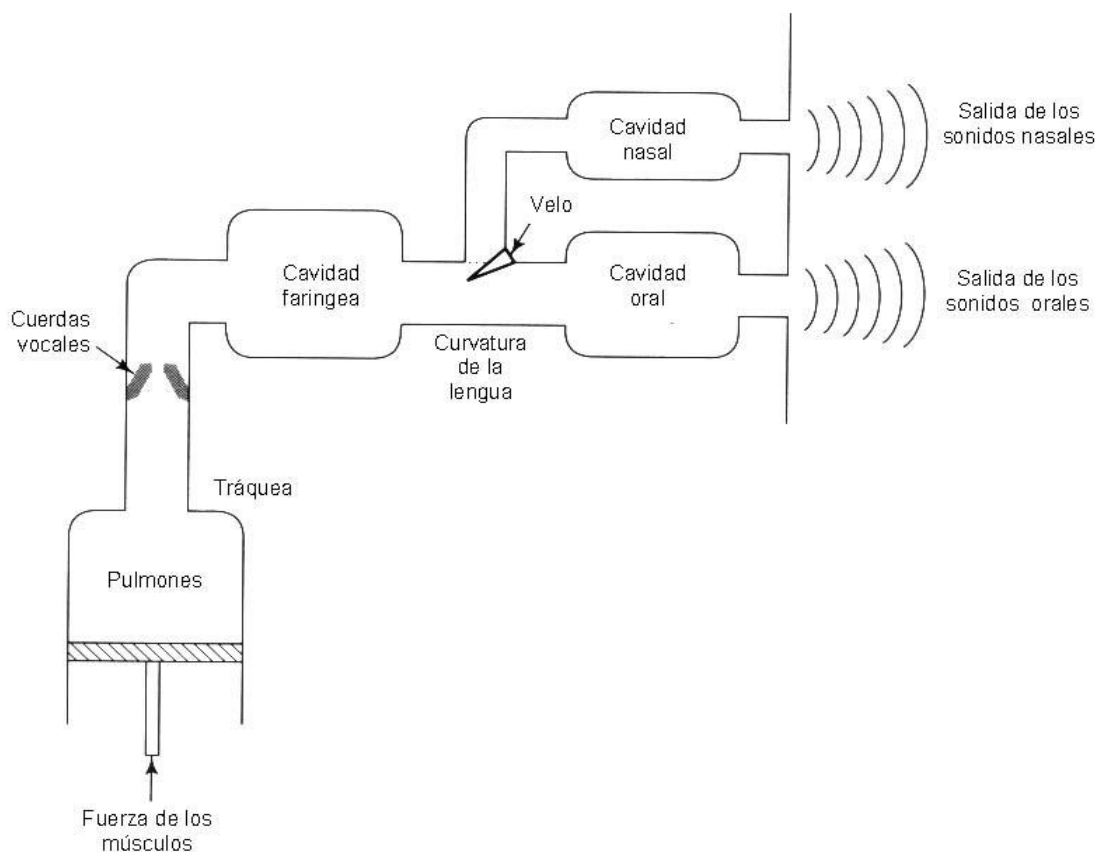 Cavidad
nasal
Salida de los
sonidos nasales
Velo
Cavidad
faringea
Cavidad
oral
Salida de los
sonidos orales
Cuerdas
vocales
Curvatura
de la
lengua
Tráquea
Pulmones
Fuerza de los
músculos